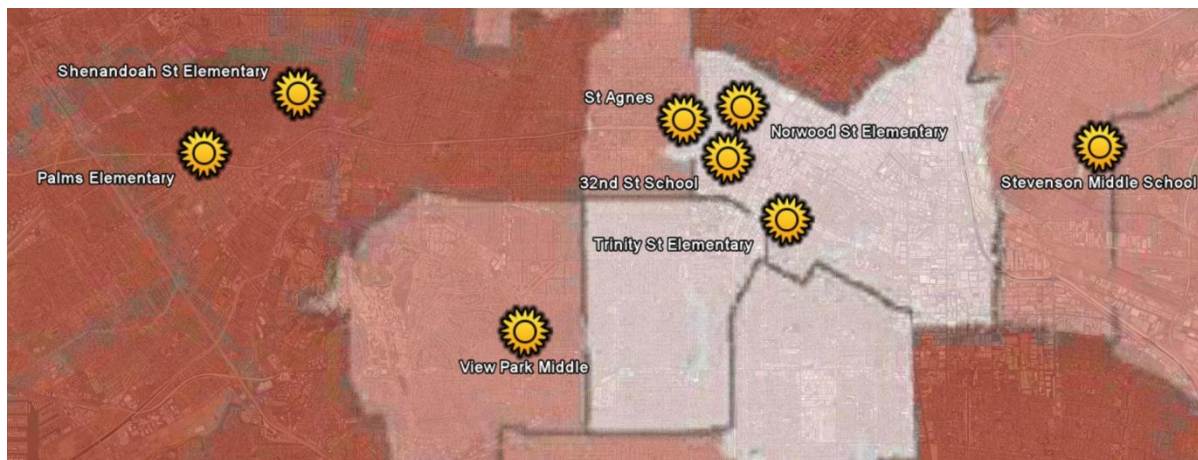 Shenandoah St Elementary
St Agnes
Norwood St Elementary
Palms Elementary
32nd St School
Stevenson Middle School
Trinity St Elementary
View Park Middle